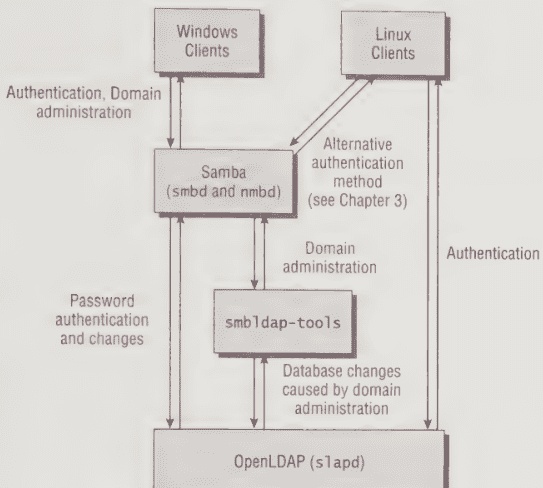 Windows
Clients
Linux
Clients
Authentication, Domain
administration
Alternative
authentication
method
(see Chapter 3)
Samba
(smbd and nmbd)
Domain
administration
Authentication
Password
authentication
and changes
smbldap-tools
Database changes
caused by domain
administration
OpenLDAP (slapd)